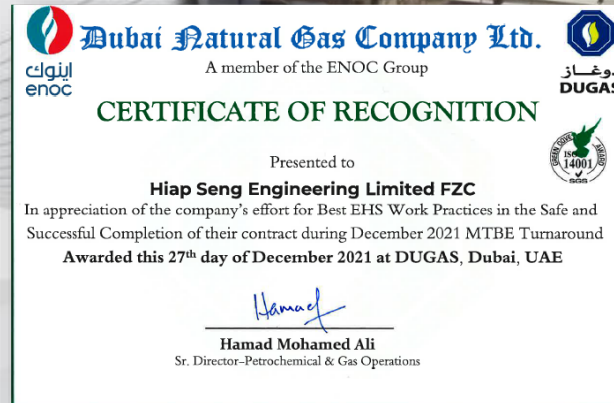 Dubai Natural Gas Company Ltd.
A member of the ENOC Group
اينوك
enoc
دوغاز
DUGAS
CERTIFICATE OF RECOGNITION
ISO
14001
SGS
Presented to
Hiap Seng Engineering Limited FZC
In appreciation of the company's effort for Best EHS Work Practices in the Safe and
Successful Completion of their contract during December 2021 MTBE Turnaround
Awarded this 27th day of December 2021 at DUGAS, Dubai, UAE
Hamad
Hamad Mohamed Ali
Sr. Director–Petrochemical & Gas Operations